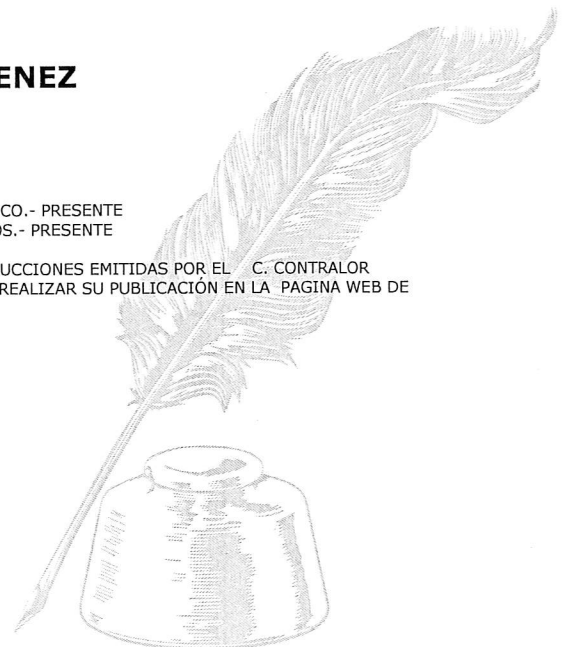 ENEZ
CO.- PRESENTE
OS.- PRESENTE
UCCIONES EMITIDAS POR EL C. CONTRALOR
REALIZAR SU PUBLICACIÓN EN LA PAGINA WEB DE